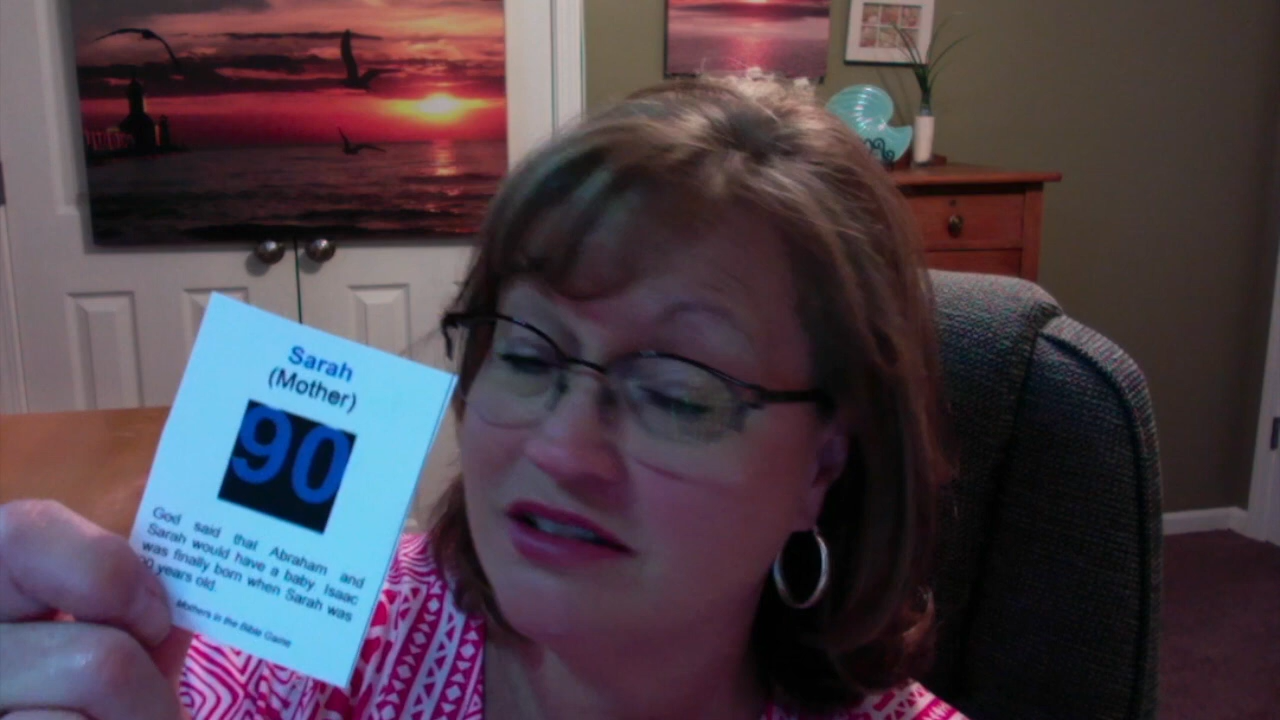 Sarah
(Mother)
90
God said that Abraham and
Sarah would have a baby. Isaac
was finally born when Sarah was
90 years old.
Mothers in the Bible Game